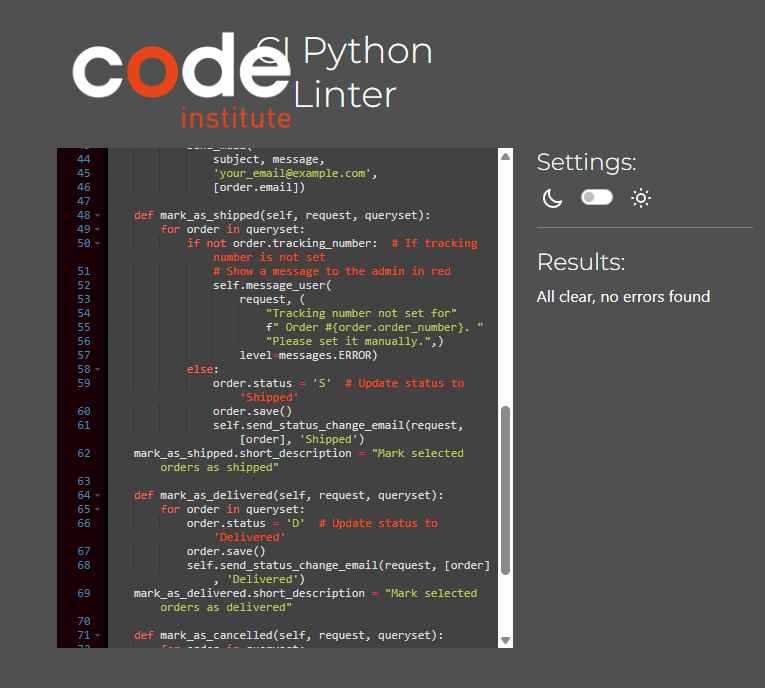 code
institute
CI Python
Linter
44 subject, message,
45 'your_email@example.com',
46 [order.email])
47
48 def mark_as_shipped(self, request, queryset):
49 for order in queryset:
50 if not order.tracking_number:  # If tracking
number is not set
51 # Show a message to the admin in red
52 self.message_user(
53 request, (
54 "Tracking number not set for"
55 f" Order #{order.order_number}. "
56 "Please set it manually.",)
57 level=messages.ERROR)
58 else:
59 order.status = 'S'  # Update status to
'Shipped'
60 order.save()
61 self.send_status_change_email(request,
[order], 'Shipped')
62 mark_as_shipped.short_description = "Mark selected
orders as shipped"
63
64 def mark_as_delivered(self, request, queryset):
65 for order in queryset:
66 order.status = 'D'  # Update status to
'Delivered'
67 order.save()
68 self.send_status_change_email(request, [order]
, 'Delivered')
69 mark_as_delivered.short_description = "Mark selected
orders as delivered"
70
71 def mark_as_cancelled(self, request, queryset):
Settings:
Results:
All clear, no errors found